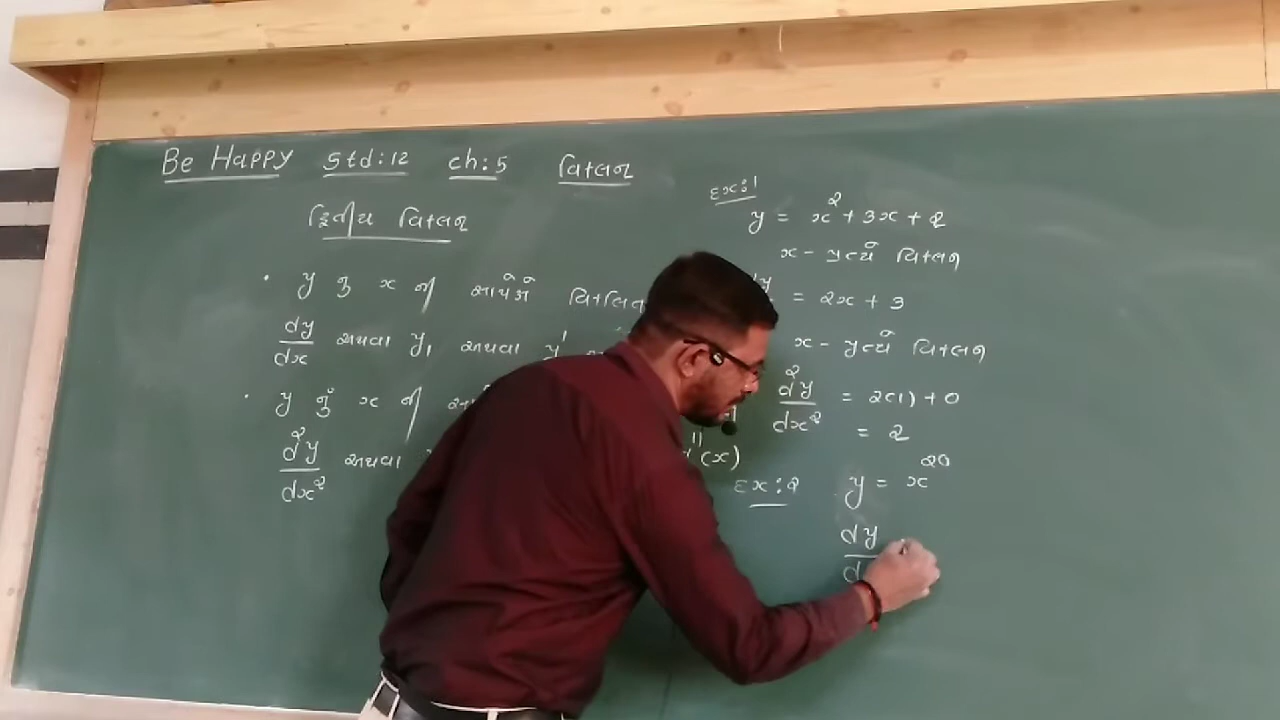 Be Happy Std:12 ch:5 વિકલન
દ્વિતીય વિકલન
• y નું x ની સાપેક્ષે વિકલિત
dy/dx અથવા y₁ અથવા y'
• y નું x ની
d²y/dx² અથવા "(x)
Ex:1
y = x² + 3x + 2
x - પ્રત્યે વિકલન
= 2x + 3
x - પ્રત્યે વિકલન
d²y/dx² = 2(1) + 0
= 2
Ex:2 y = x²⁰
dy
d